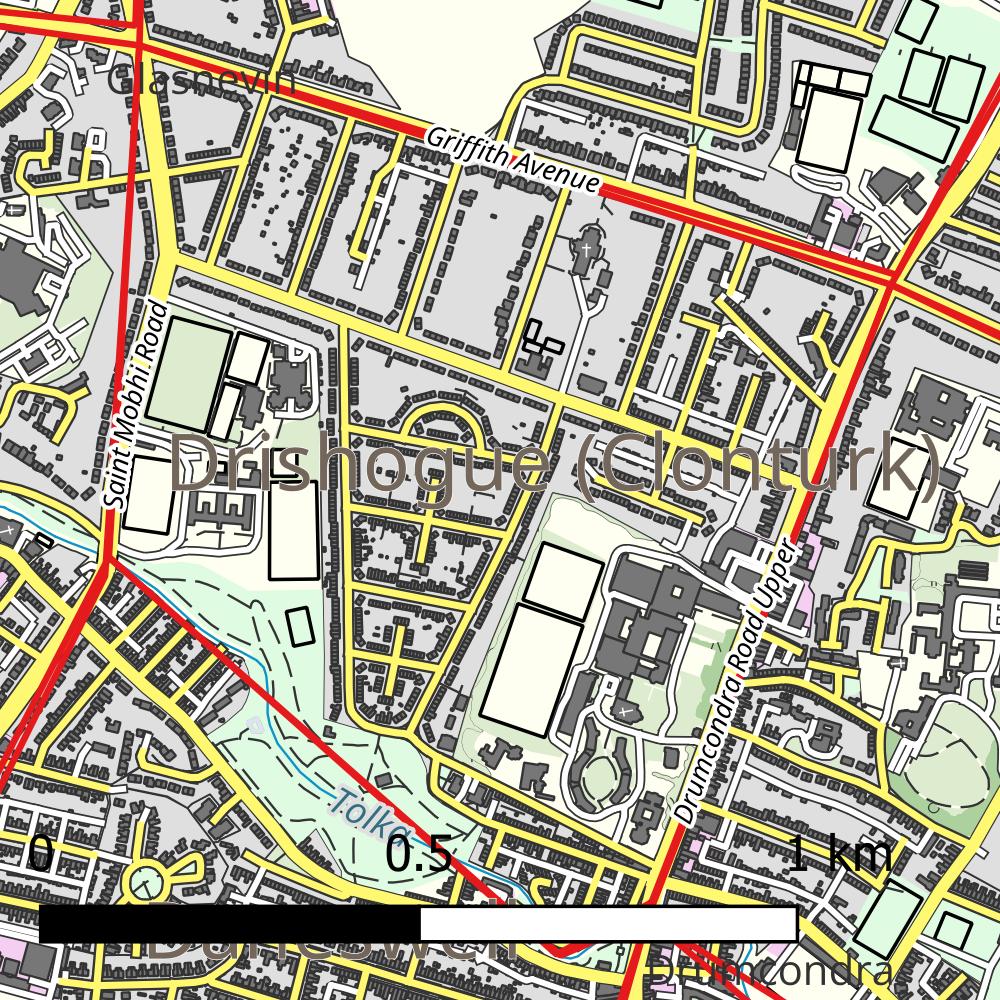 Glasnevin
Griffith Avenue
Saint Mobhi Road
Drishogue (Clonturk)
Drumcondra Road Upper
Tolka
0
0.5
1 km
Drumcondra